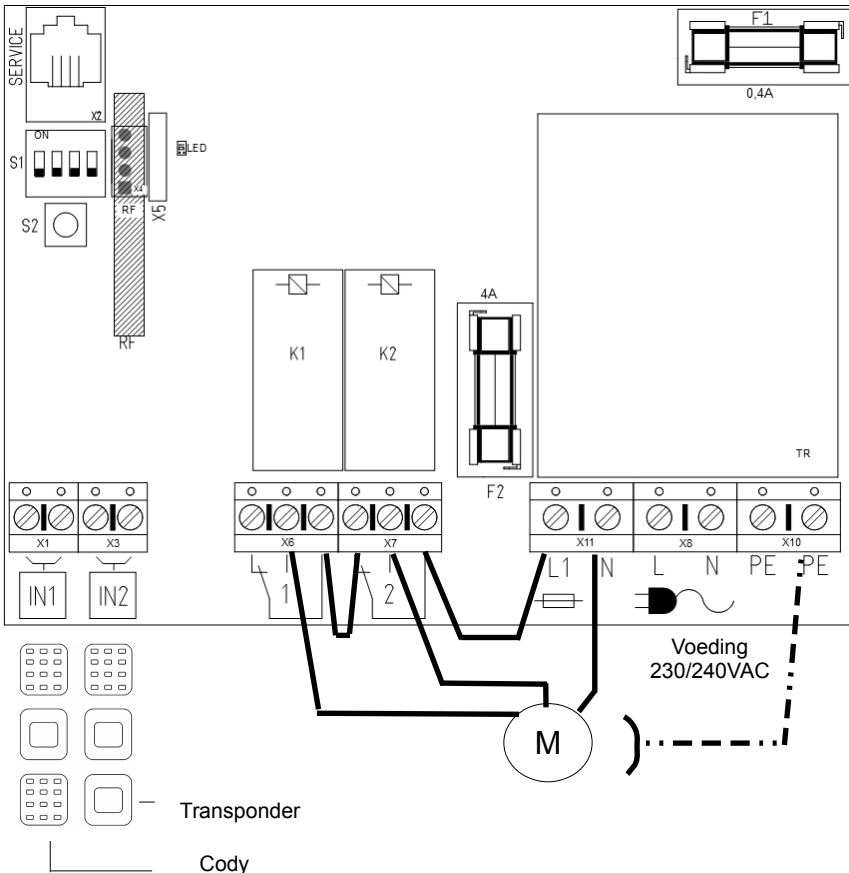 SERVICE
X2
F1
0,4A
ON
S1
X4
RF
X5
LED
S2
RF
K1
K2
4A
F2
TR
X1
X3
X6
X7
X11
X8
X10
IN1
IN2
1
2
L1
N
L
N
PE
PE
Voeding
230/240VAC
M
Transponder
Cody